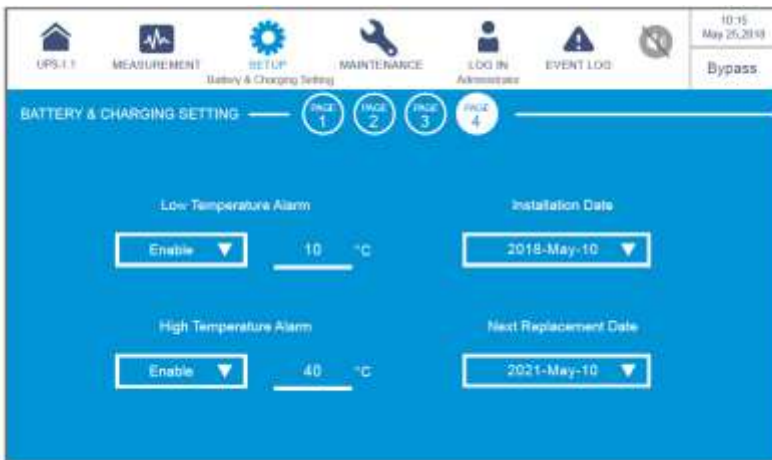 10:15
May 25,2018
UPS-1.1
MEASUREMENT
SETUP
MAINTENANCE
LOG IN
EVENT LOG
Bypass
Battery & Charging Setting
Administrator
BATTERY & CHARGING SETTING
PAGE 1
PAGE 2
PAGE 3
PAGE 4
Low Temperature Alarm
Installation Date
Enable
10 °C
2018-May-10
High Temperature Alarm
Next Replacement Date
Enable
40 °C
2021-May-10